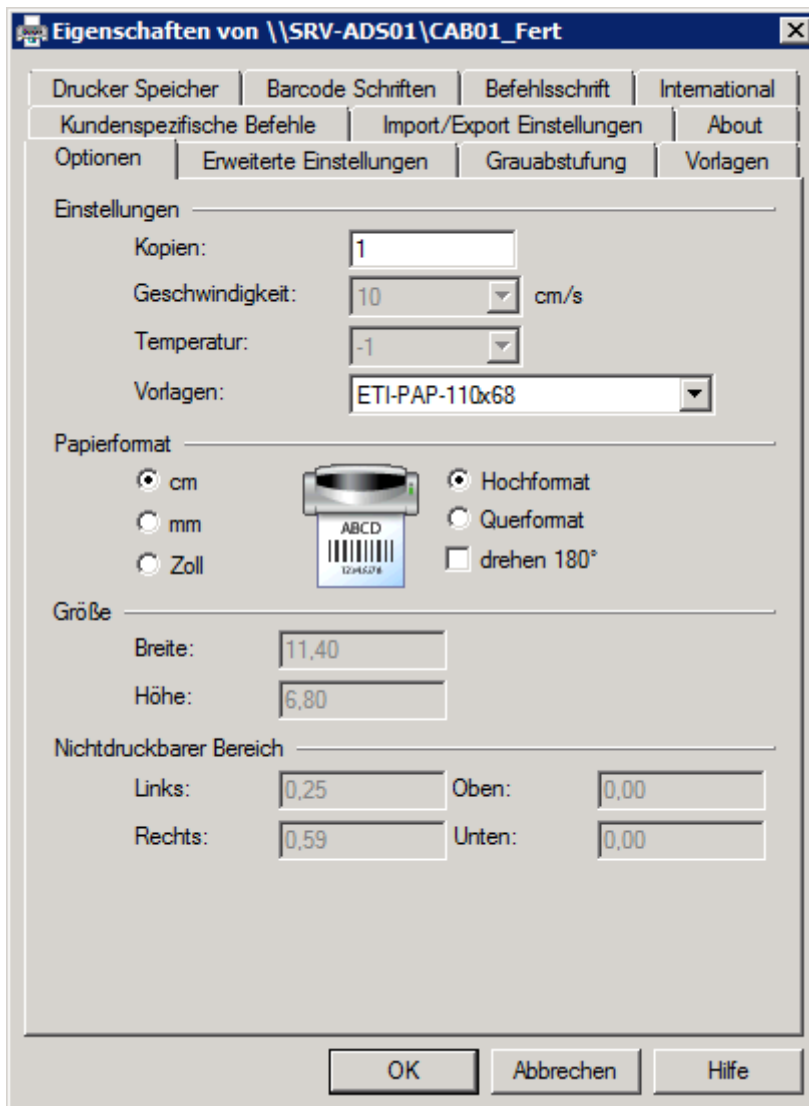 Eigenschaften von \\SRV-ADS01\CAB01_Fert
Drucker Speicher Barcode Schriften Befehlsschrift International
Kundenspezifische Befehle Import/Export Einstellungen About
Optionen Erweiterte Einstellungen Grauabstufung Vorlagen
Einstellungen
Kopien: 1
Geschwindigkeit: 10 cm/s
Temperatur: -1
Vorlagen: ETI-PAP-110x68
Papierformat
cm Hochformat
mm Querformat
Zoll drehen 180°
ABCD
12345678
Größe
Breite: 11,40
Höhe: 6,80
Nichtdruckbarer Bereich
Links: 0,25 Oben: 0,00
Rechts: 0,59 Unten: 0,00
OK Abbrechen Hilfe